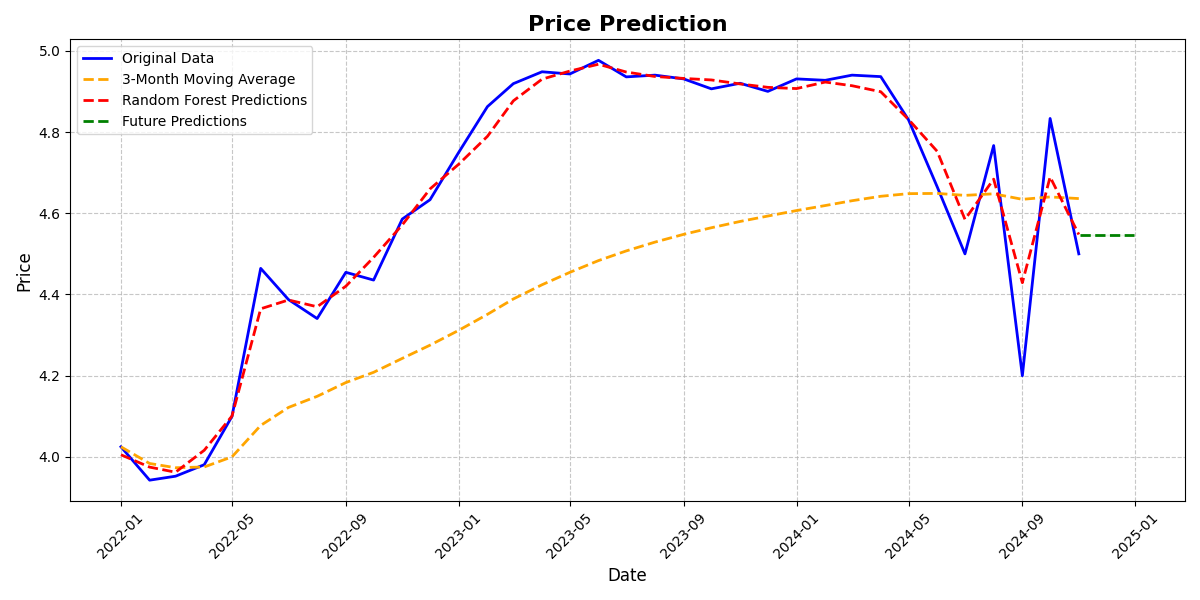 Price Prediction
Original Data
3-Month Moving Average
Random Forest Predictions
Future Predictions
Price
5.0
4.8
4.6
4.4
4.2
4.0
2022-01
2022-05
2022-09
2023-01
2023-05
2023-09
2024-01
2024-05
2024-09
2025-01
Date